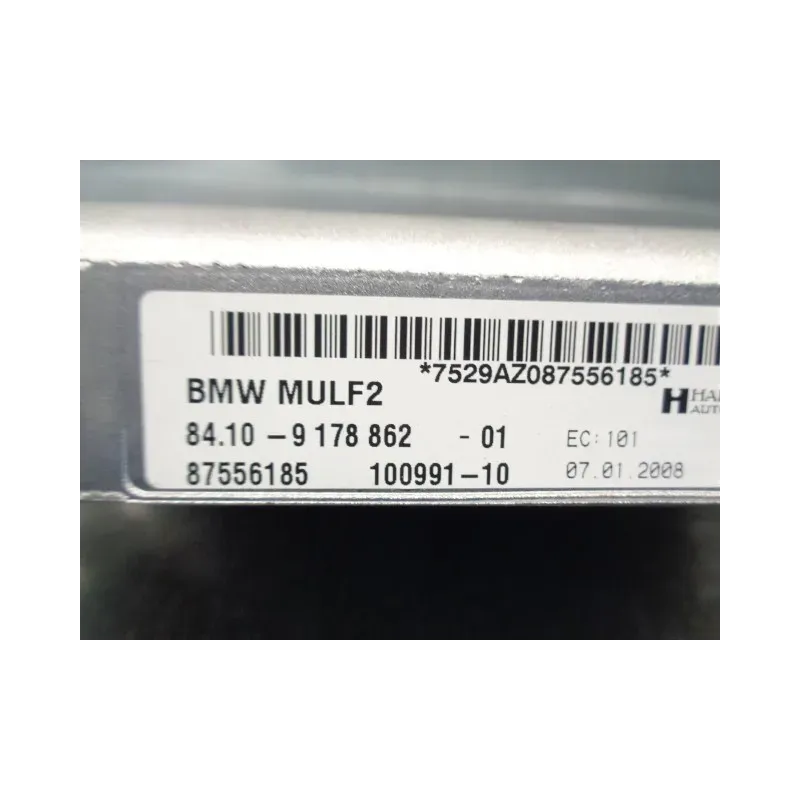 *7529AZ087556185*
BMW MULF2
H
84.10 - 9 178 862 - 01 EC:101
87556185 100991-10 07.01.2008